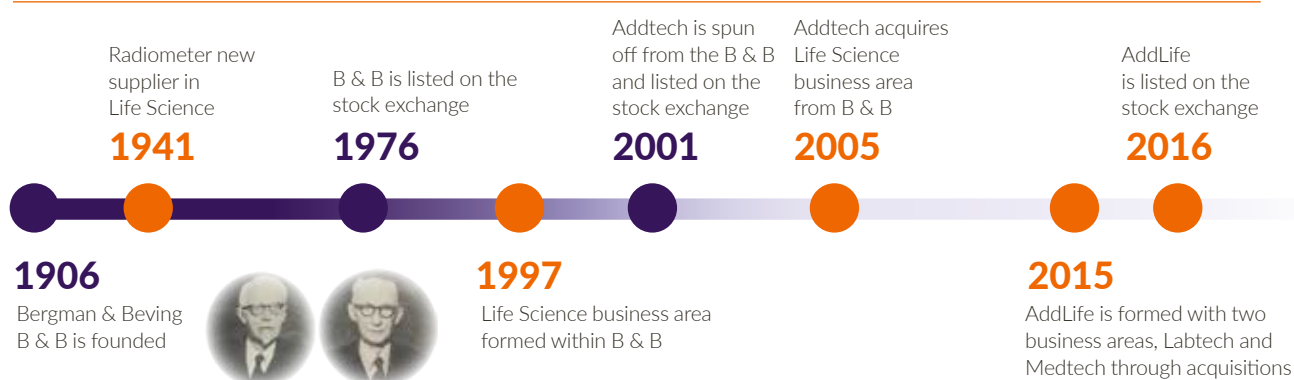 Radiometer new
supplier in
Life Science
1941
B & B is listed on the
stock exchange
1976
Addtech is spun
off from the B & B
and listed on the
stock exchange
2001
Addtech acquires
Life Science
business area
from B & B
2005
AddLife
is listed on the
stock exchange
2016
1906
Bergman & Beving
B & B is founded
1997
Life Science business area
formed within B & B
2015
AddLife is formed with two
business areas, Labtech and
Medtech through acquisitions